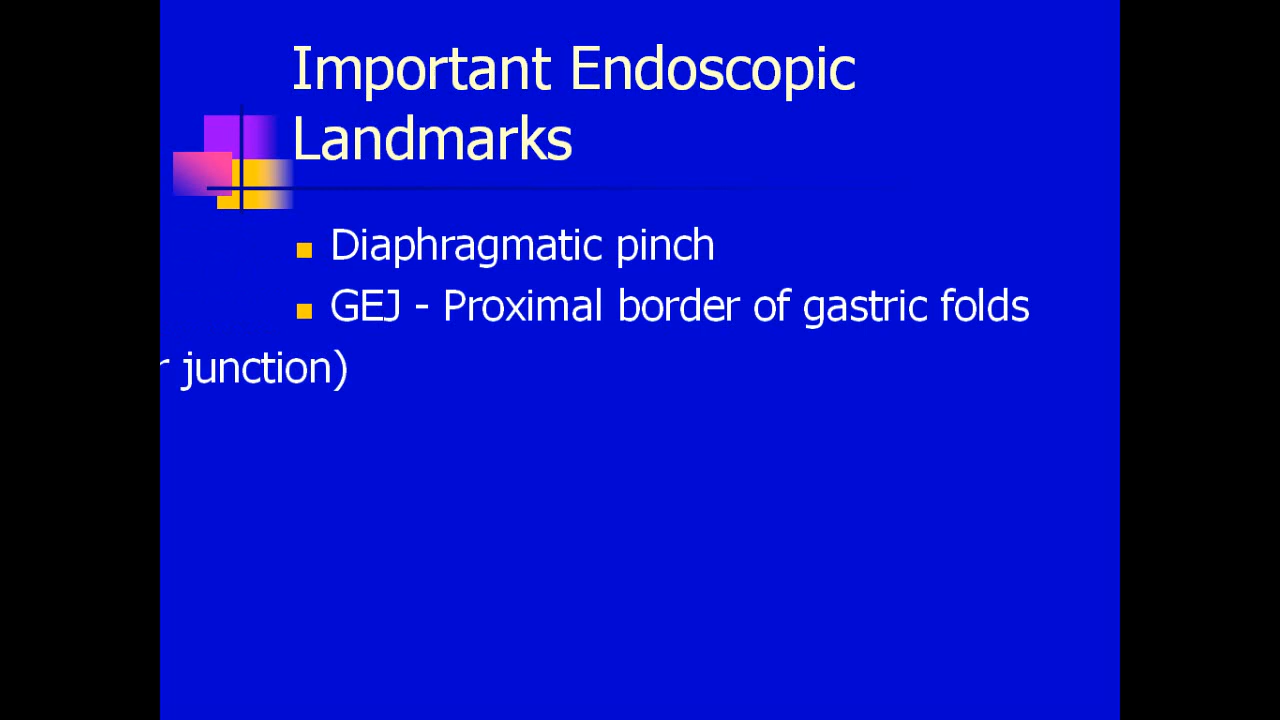 Important Endoscopic
Landmarks
Diaphragmatic pinch
GEJ - Proximal border of gastric folds
junction)